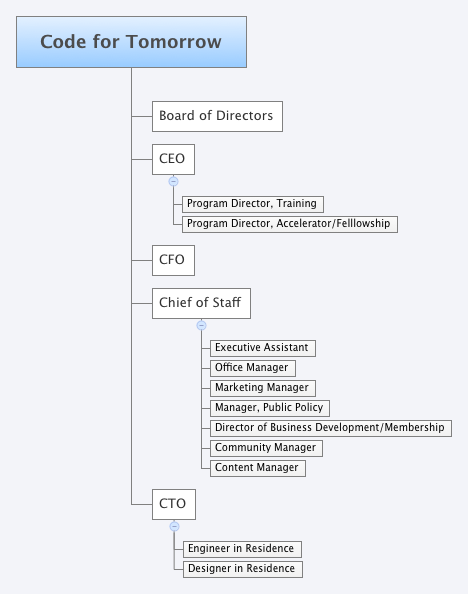 Code for Tomorrow
Board of Directors
CEO
Program Director, Training
Program Director, Accelerator/Felllowship
CFO
Chief of Staff
Executive Assistant
Office Manager
Marketing Manager
Manager, Public Policy
Director of Business Development/Membership
Community Manager
Content Manager
CTO
Engineer in Residence
Designer in Residence